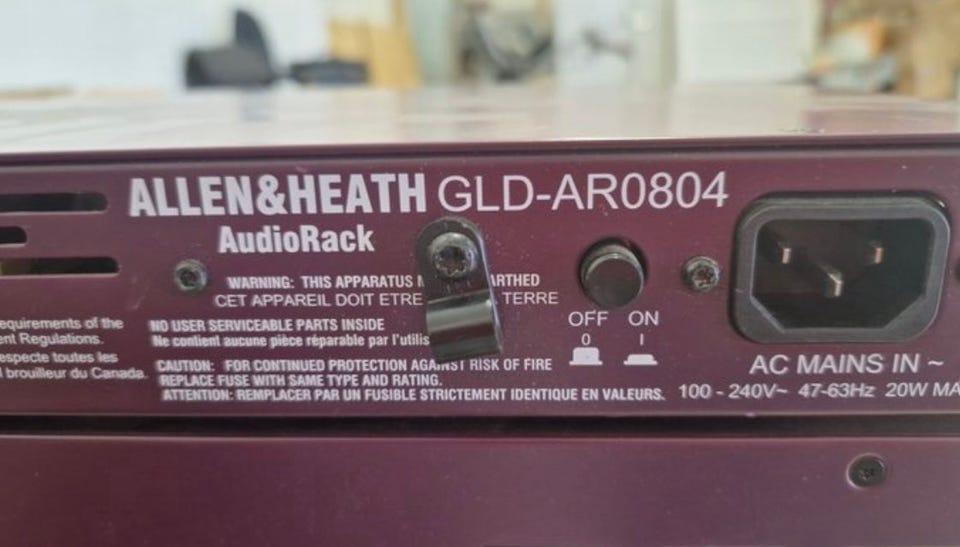 ALLEN&HEATH GLD-AR0804
AudioRack
WARNING: THIS APPARATUS
CET APPAREIL DOIT ETRE TERRE
OFF ON
0 I
equirements of the
Regulations.
especte toutes les
brouilleur du Canada.
NO USER SERVICEABLE PARTS INSIDE
Ne contient aucune pièce réparable par
CAUTION: FOR CONTINUED PROTECTION AGAINST RISK OF FIRE
REPLACE FUSE WITH SAME TYPE AND RATING.
ATTENTION: REMPLACER PAR UN FUSIBLE STRICTEMENT IDENTIQUE EN VALEURS.
AC MAINS IN ~
100 - 240V~ 47-63Hz 20W MA